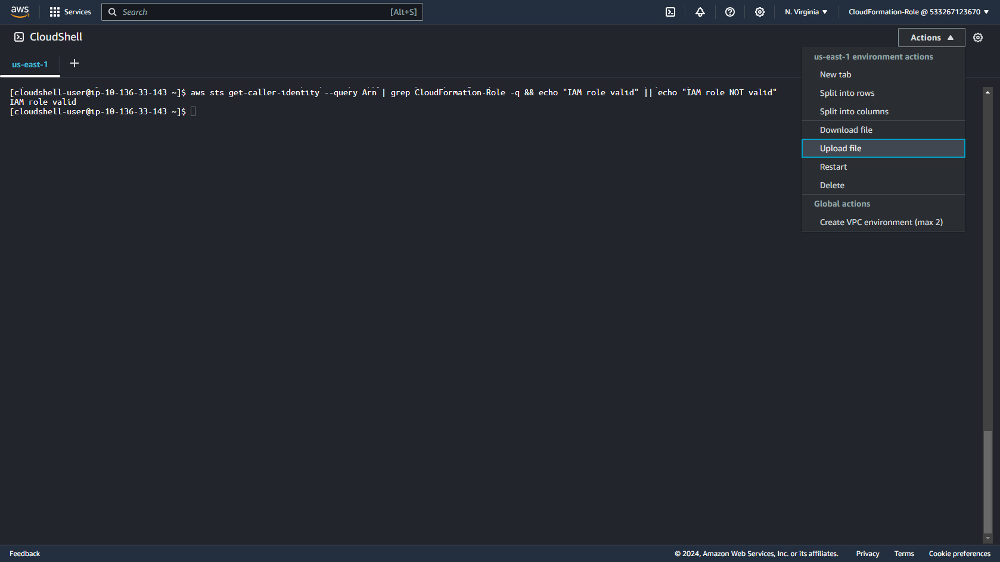 aws
Services
Search
[Alt+S]
N. Virginia
CloudFormation-Role @ 533267123670
CloudShell
Actions
us-east-1
us-east-1 environment actions
New tab
Split into rows
Split into columns
Download file
Upload file
Restart
Delete
Global actions
Create VPC environment (max 2)
[cloudshell-user@ip-10-136-33-143 ~]$ aws sts get-caller-identity --query Arn | grep CloudFormation-Role -q && echo "IAM role valid" || echo "IAM role NOT valid"
IAM role valid
[cloudshell-user@ip-10-136-33-143 ~]$
Feedback
© 2024, Amazon Web Services, Inc. or its affiliates.
Privacy
Terms
Cookie preferences